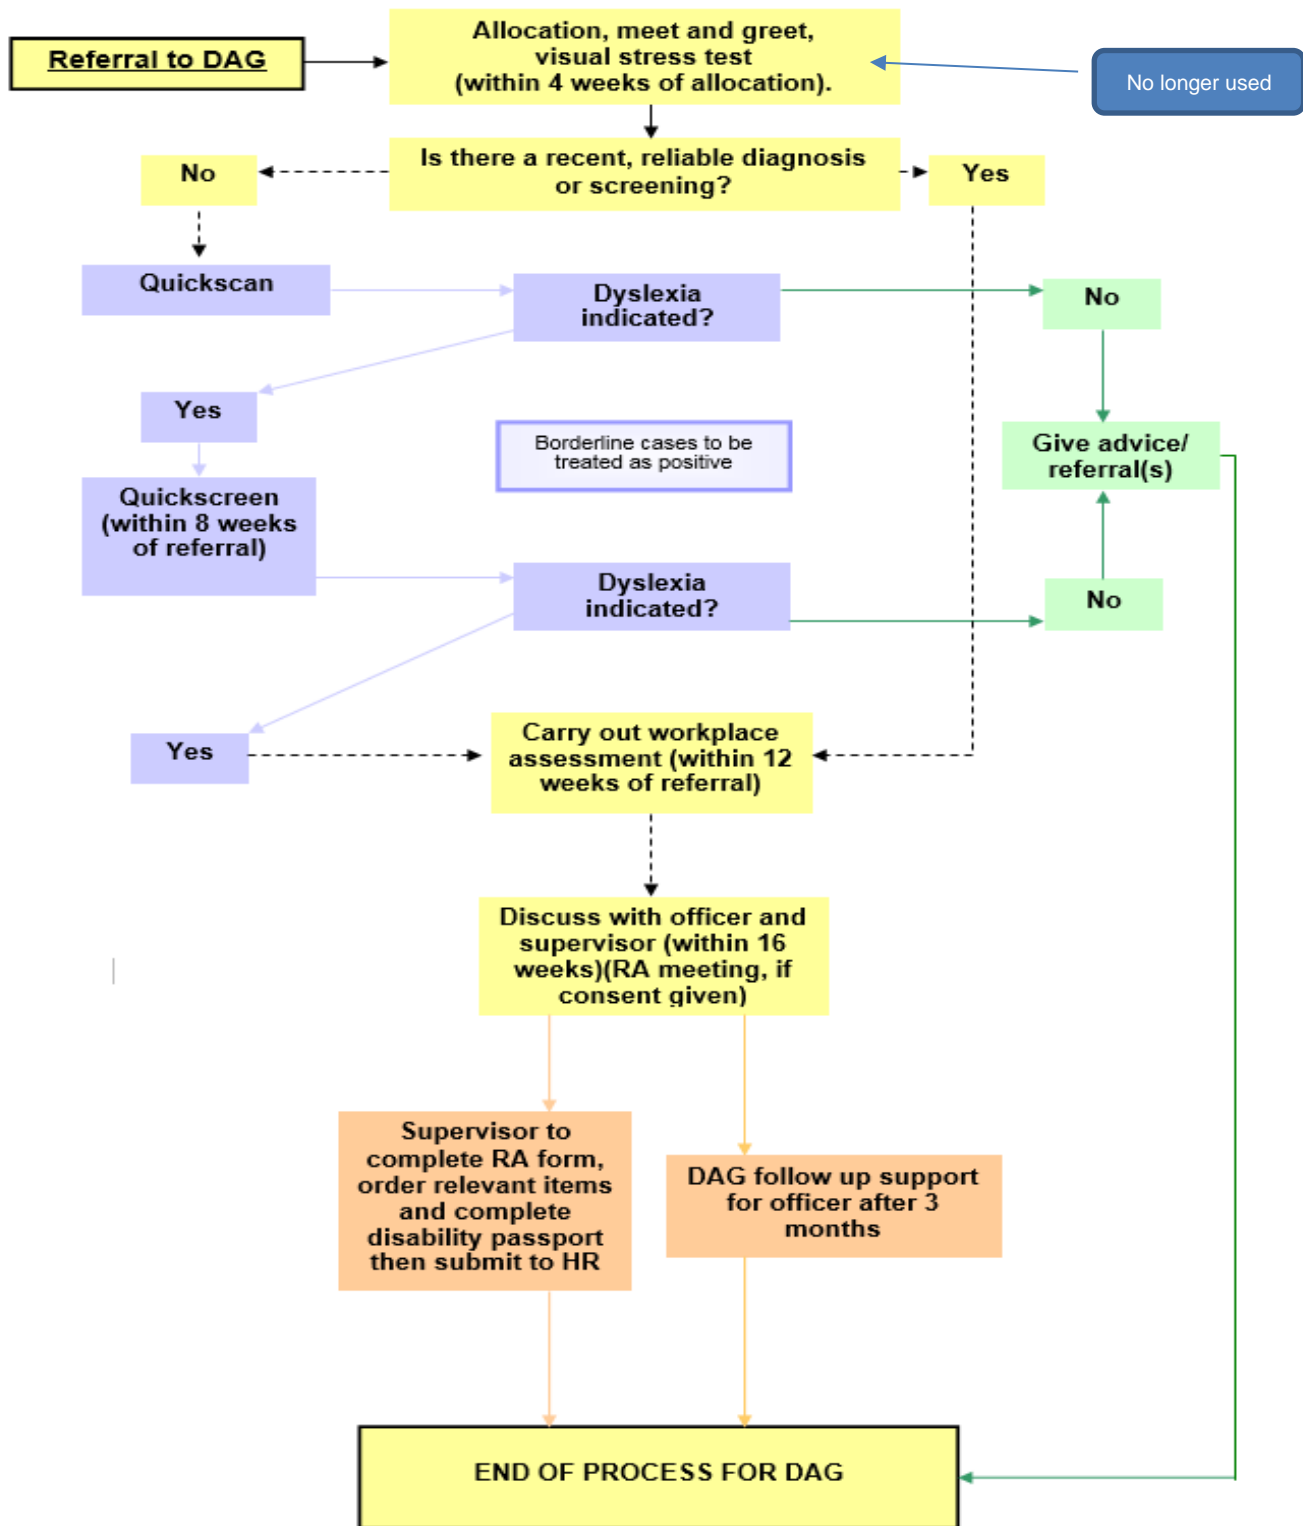 Referral to DAG
Allocation, meet and greet,
visual stress test
(within 4 weeks of allocation).
No longer used
Is there a recent, reliable diagnosis
or screening?
No
Yes
Quickscan
Dyslexia
indicated?
No
Yes
Borderline cases to be
treated as positive
Give advice/
referral(s)
Quickscreen
(within 8 weeks
of referral)
Dyslexia
indicated?
No
Yes
Carry out workplace
assessment (within 12
weeks of referral)
Discuss with officer and
supervisor (within 16
weeks)(RA meeting, if
consent given)
Supervisor to
complete RA form,
order relevant items
and complete
disability passport
then submit to HR
DAG follow up support
for officer after 3
months
END OF PROCESS FOR DAG